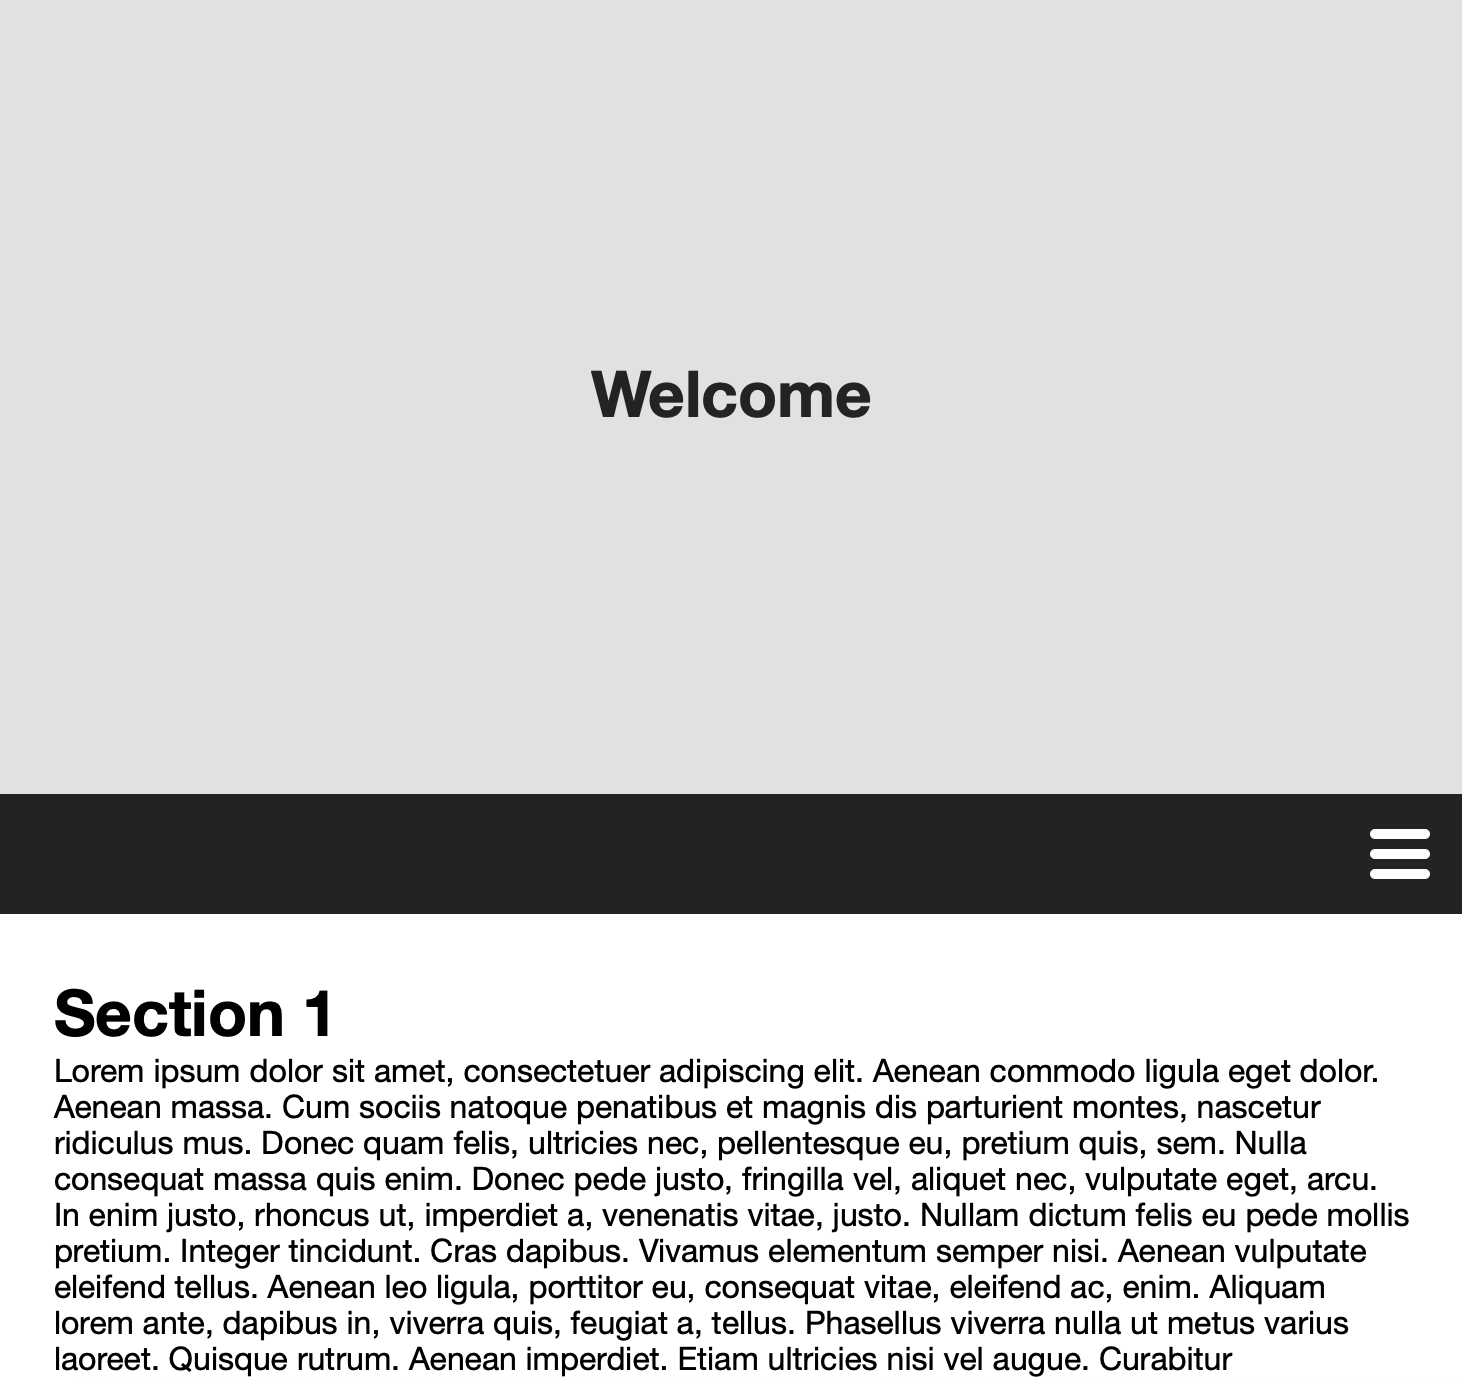 Welcome
Section 1
Lorem ipsum dolor sit amet, consectetuer adipiscing elit. Aenean commodo ligula eget dolor.
Aenean massa. Cum sociis natoque penatibus et magnis dis parturient montes, nascetur
ridiculus mus. Donec quam felis, ultricies nec, pellentesque eu, pretium quis, sem. Nulla
consequat massa quis enim. Donec pede justo, fringilla vel, aliquet nec, vulputate eget, arcu.
In enim justo, rhoncus ut, imperdiet a, venenatis vitae, justo. Nullam dictum felis eu pede mollis
pretium. Integer tincidunt. Cras dapibus. Vivamus elementum semper nisi. Aenean vulputate
eleifend tellus. Aenean leo ligula, porttitor eu, consequat vitae, eleifend ac, enim. Aliquam
lorem ante, dapibus in, viverra quis, feugiat a, tellus. Phasellus viverra nulla ut metus varius
laoreet. Quisque rutrum. Aenean imperdiet. Etiam ultricies nisi vel augue. Curabitur